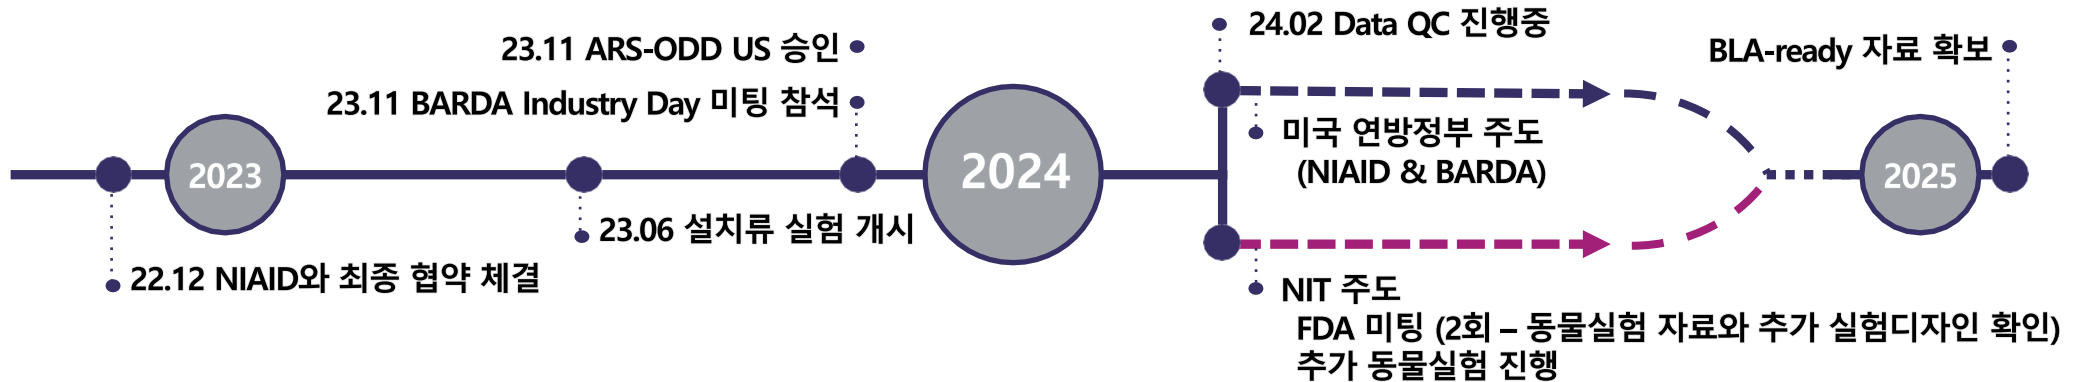 23.11 ARS-ODD US 승인
23.11 BARDA Industry Day 미팅 참석
2023
22.12 NIAID와 최종 협약 체결
23.06 설치류 실험 개시
2024
24.02 Data QC 진행중
미국 연방정부 주도
(NIAID & BARDA)
NIT 주도
FDA 미팅 (2회 – 동물실험 자료와 추가 실험디자인 확인)
추가 동물실험 진행
BLA-ready 자료 확보
2025